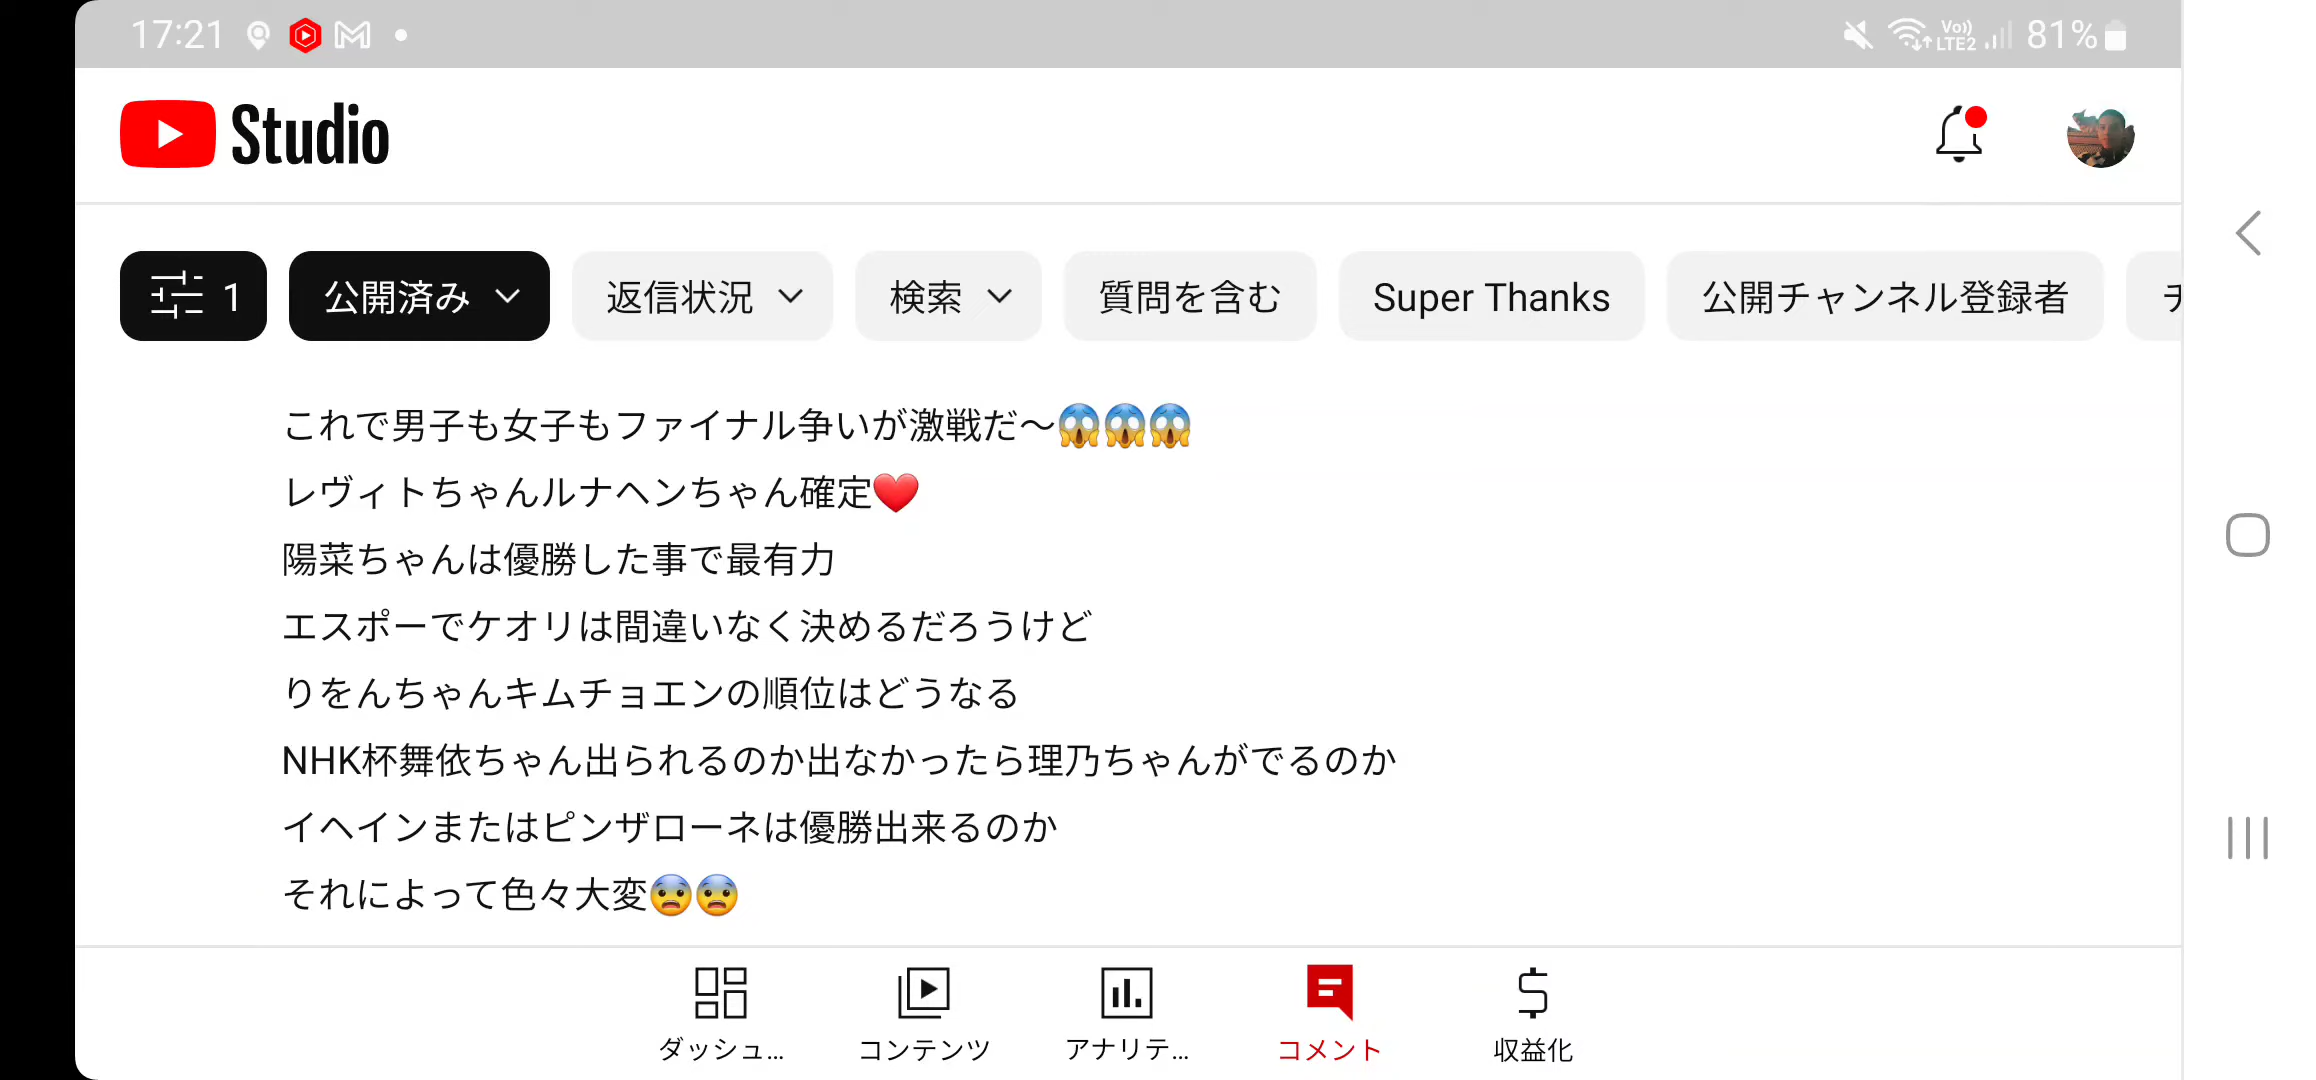 17:21 Vo)) LTE2 81%
Studio
1 公開済み 返信状況 検索 質問を含む Super Thanks 公開チャンネル登録者
これで男子も女子もファイナル争いが激戦だ〜😱😱😱
レヴィトちゃんルナヘンちゃん確定❤️
陽菜ちゃんは優勝した事で最有力
エスポーでケオリは間違いなく決めるだろうけど
りをんちゃんキムチョエンの順位はどうなる
NHK杯舞依ちゃん出られるのか出なかったら理乃ちゃんがでるのか
イヘインまたはピンザローネは優勝出来るのか
それによって色々大変😨😨
ダッシュ... コンテンツ アナリテ... コメント 収益化